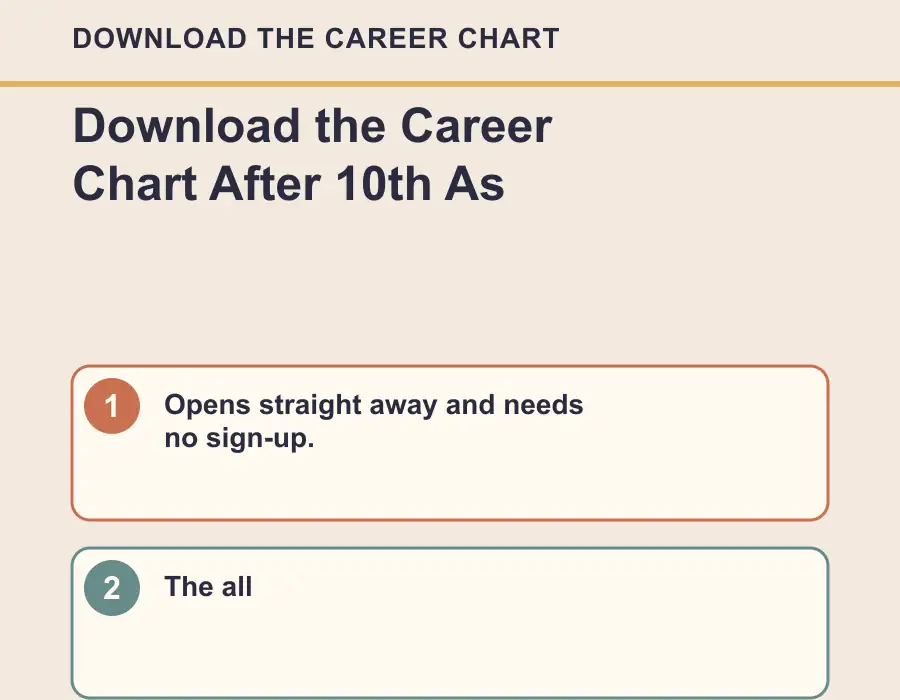 DOWNLOAD THE CAREER CHART
Download the Career
Chart After 10th As
1
Opens straight away and needs
no sign-up.
2
The all